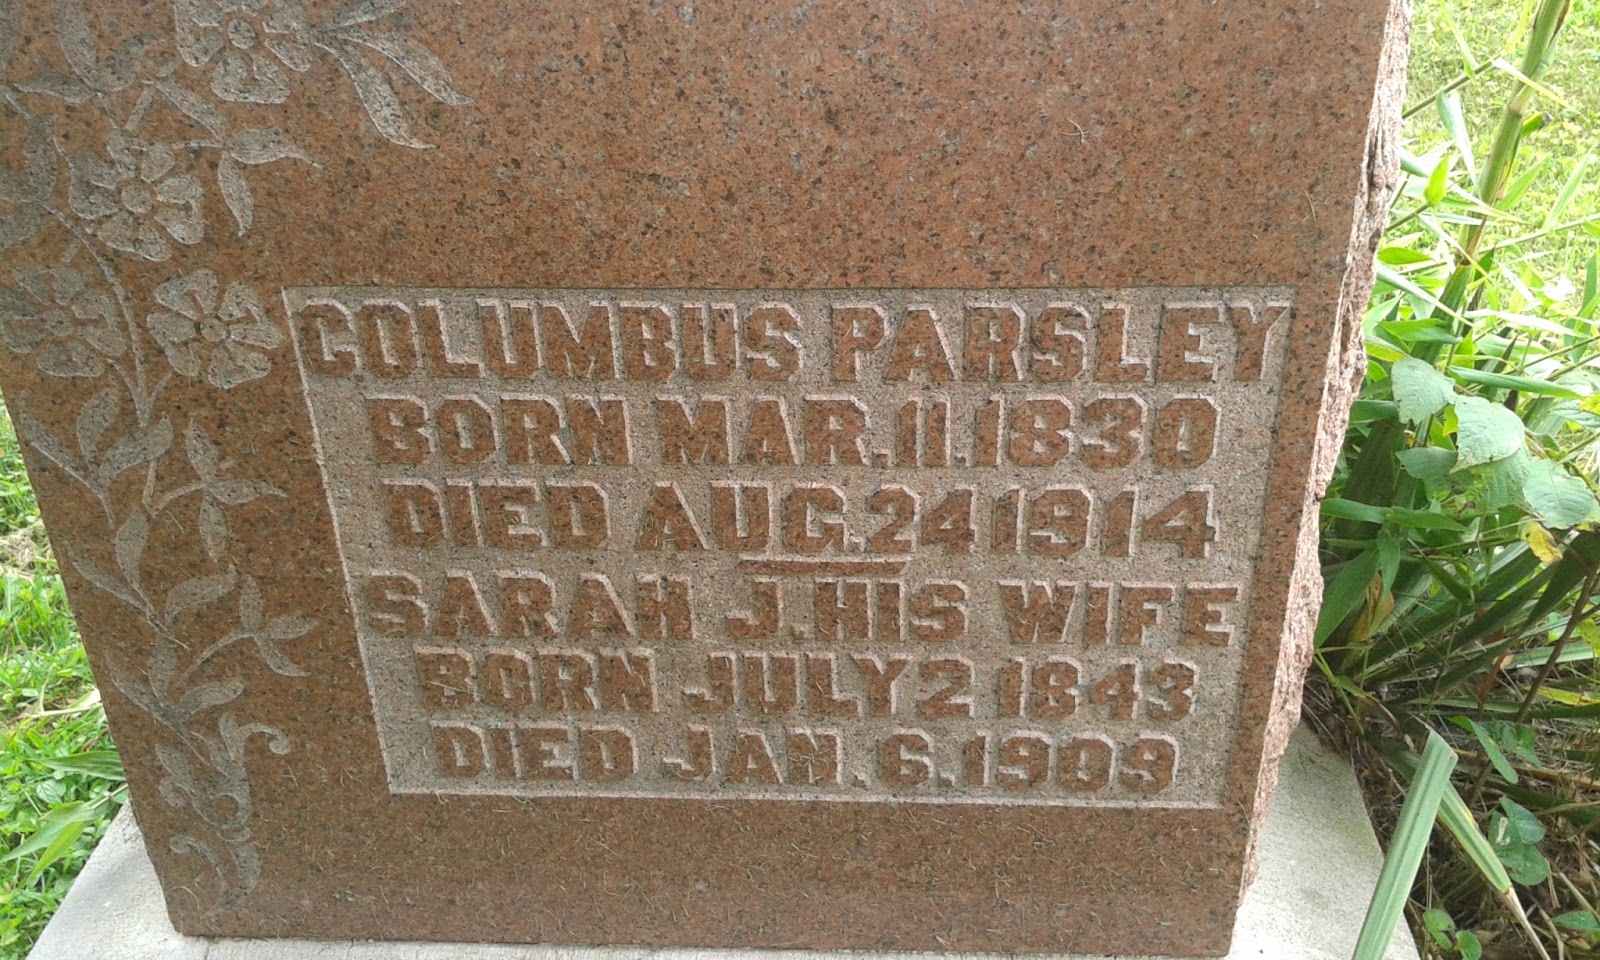 COLUMBUS PARSLEY
BORN MAR.11.1830
DIED AUG.24.1914
SARAH J.HIS WIFE
BORN JULY 2 1843
DIED JAN. 6.1909